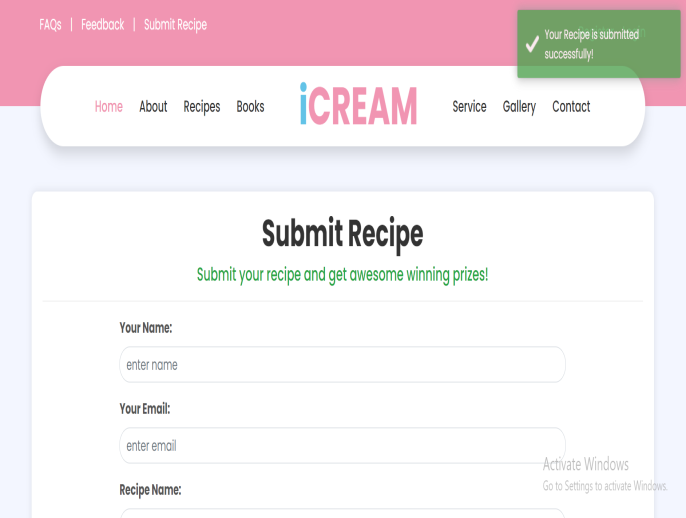 FAQs | Feedback | Submit Recipe
Your Recipe is submitted
successfully!
Home About Recipes Books iCREAM Service Gallery Contact
Submit Recipe
Submit your recipe and get awesome winning prizes!
Your Name:
enter name
Your Email:
enter email
Recipe Name:
Activate Windows
Go to Settings to activate Windows.